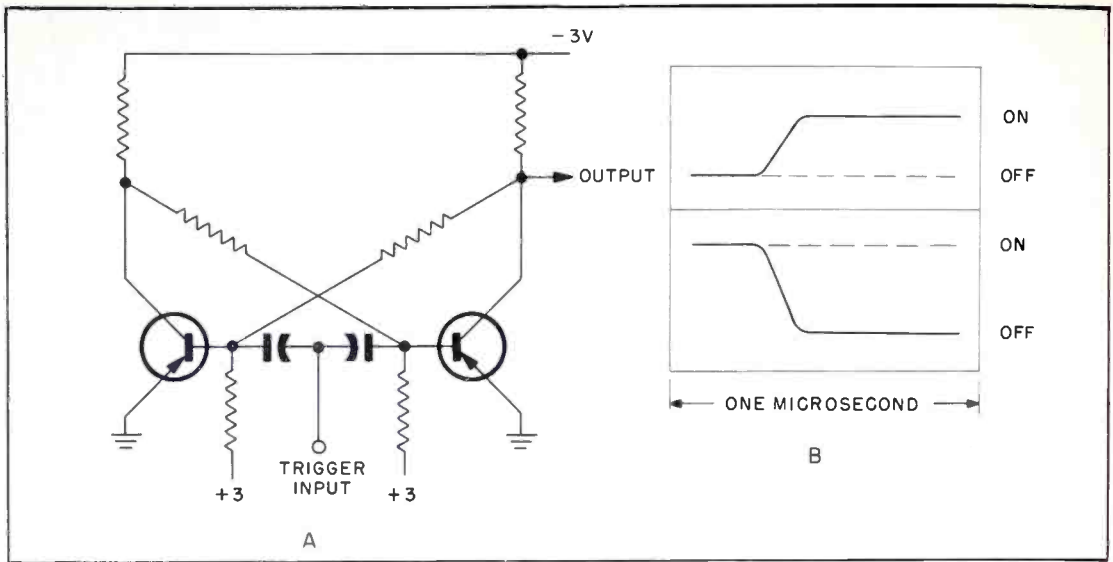 - 3V
OUTPUT
TRIGGER
INPUT
+3
+3
A
ON
OFF
ON
OFF
ONE MICROSECOND
B